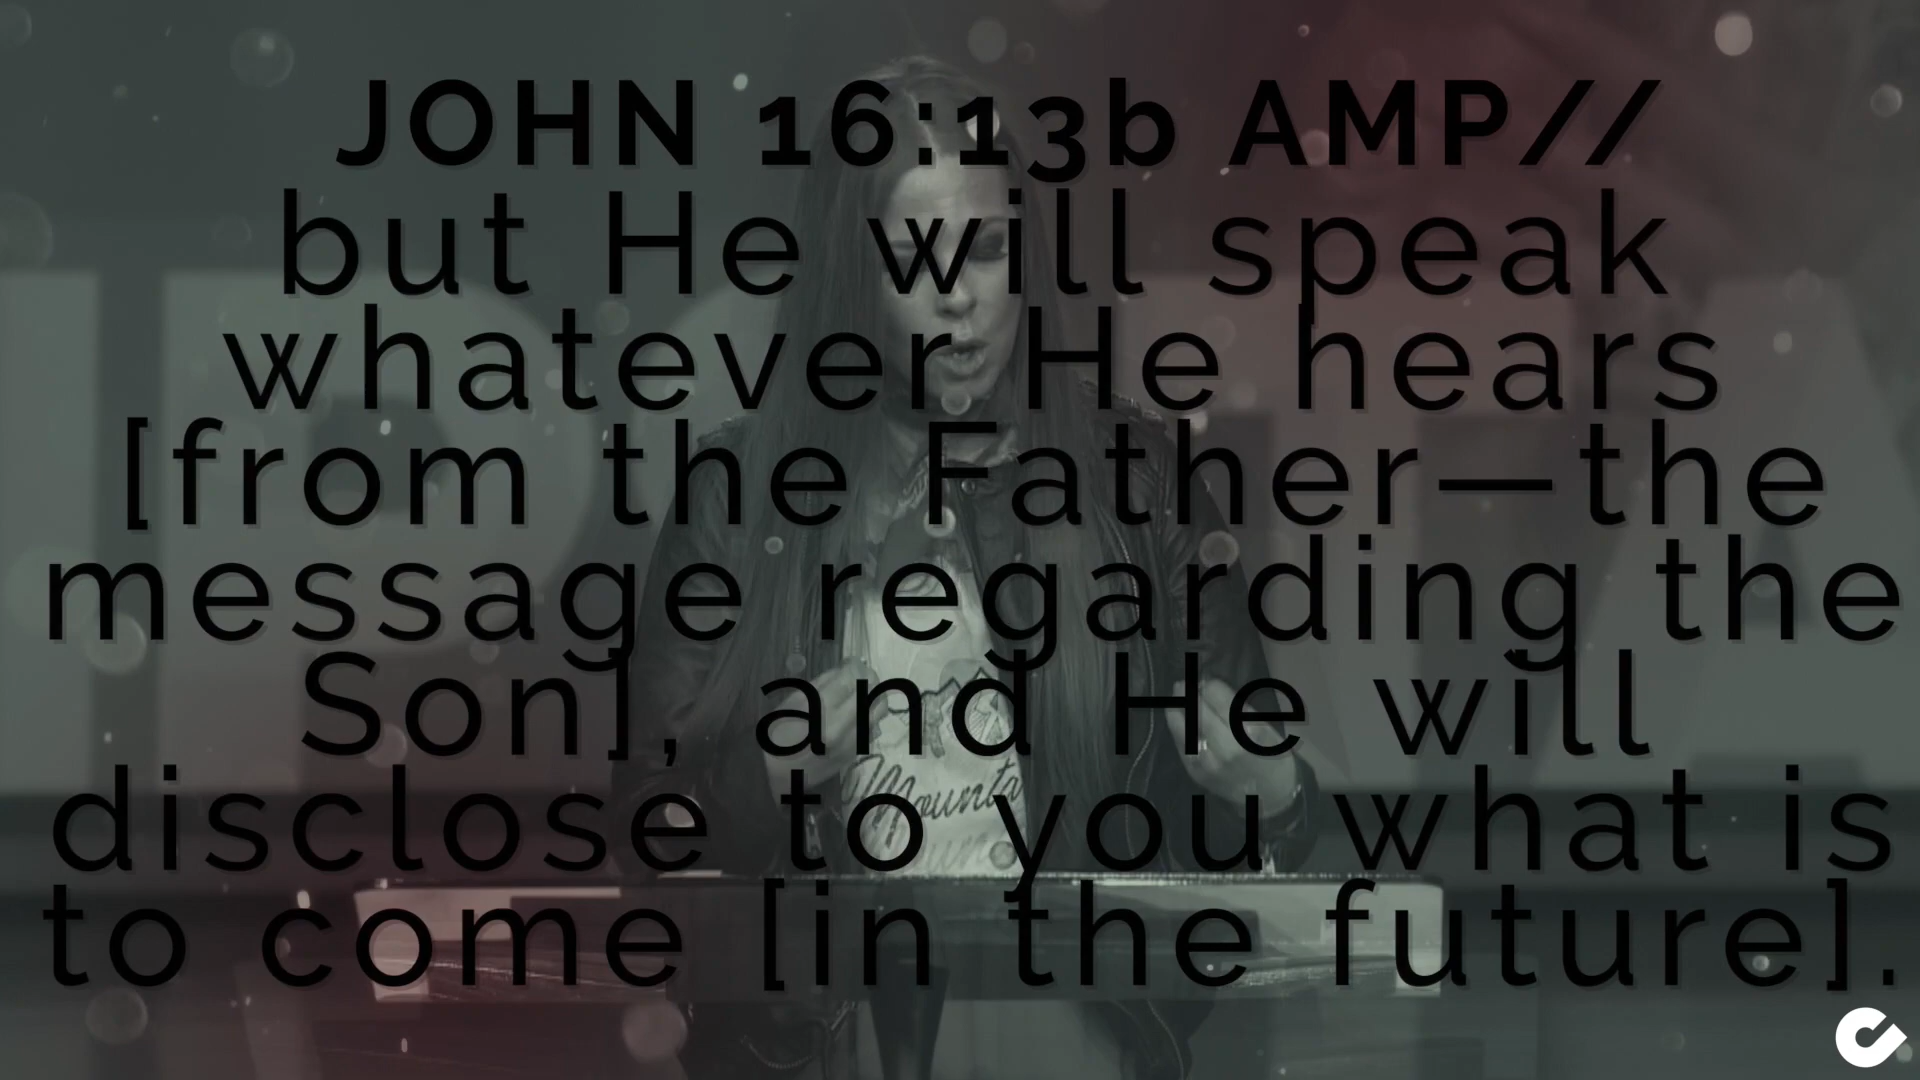 JOHN 16:13b AMP//
but He will speak
whatever He hears
[from the Father—the
message regarding the
Son], and He will
disclose to you what is
to come [in the future].
Mounta